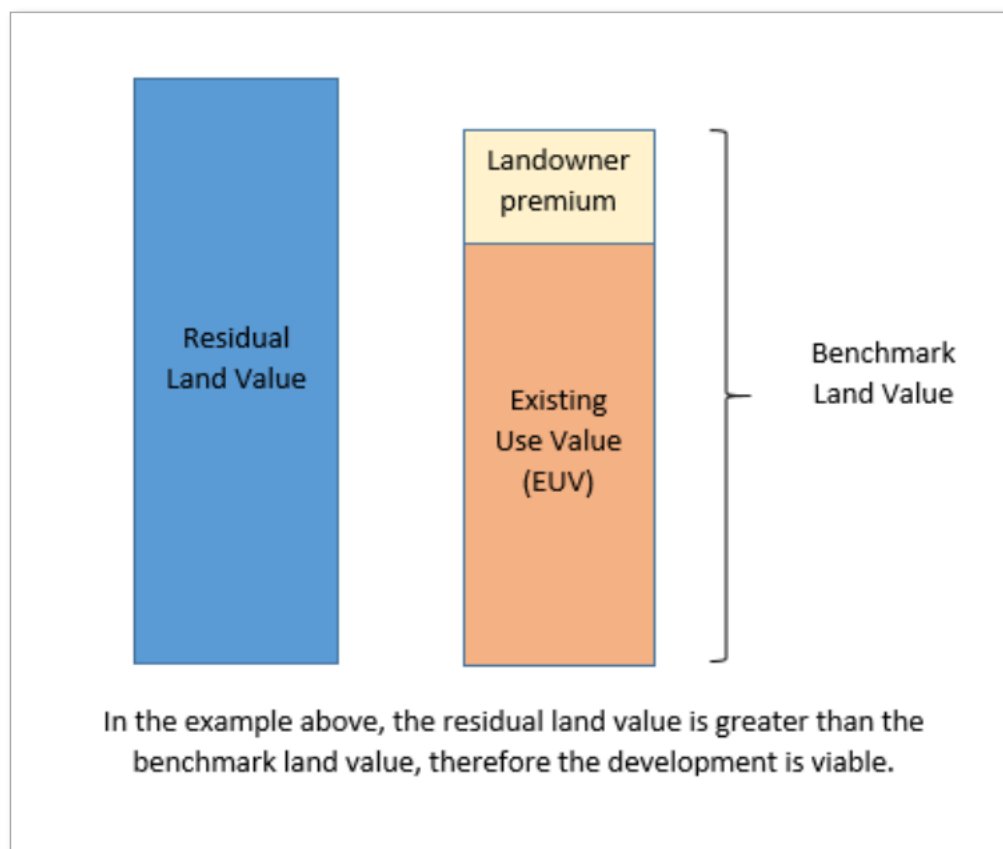 Landowner
premium
Residual
Land Value
Existing
Use Value
(EUV)
Benchmark
Land Value
In the example above, the residual land value is greater than the
benchmark land value, therefore the development is viable.